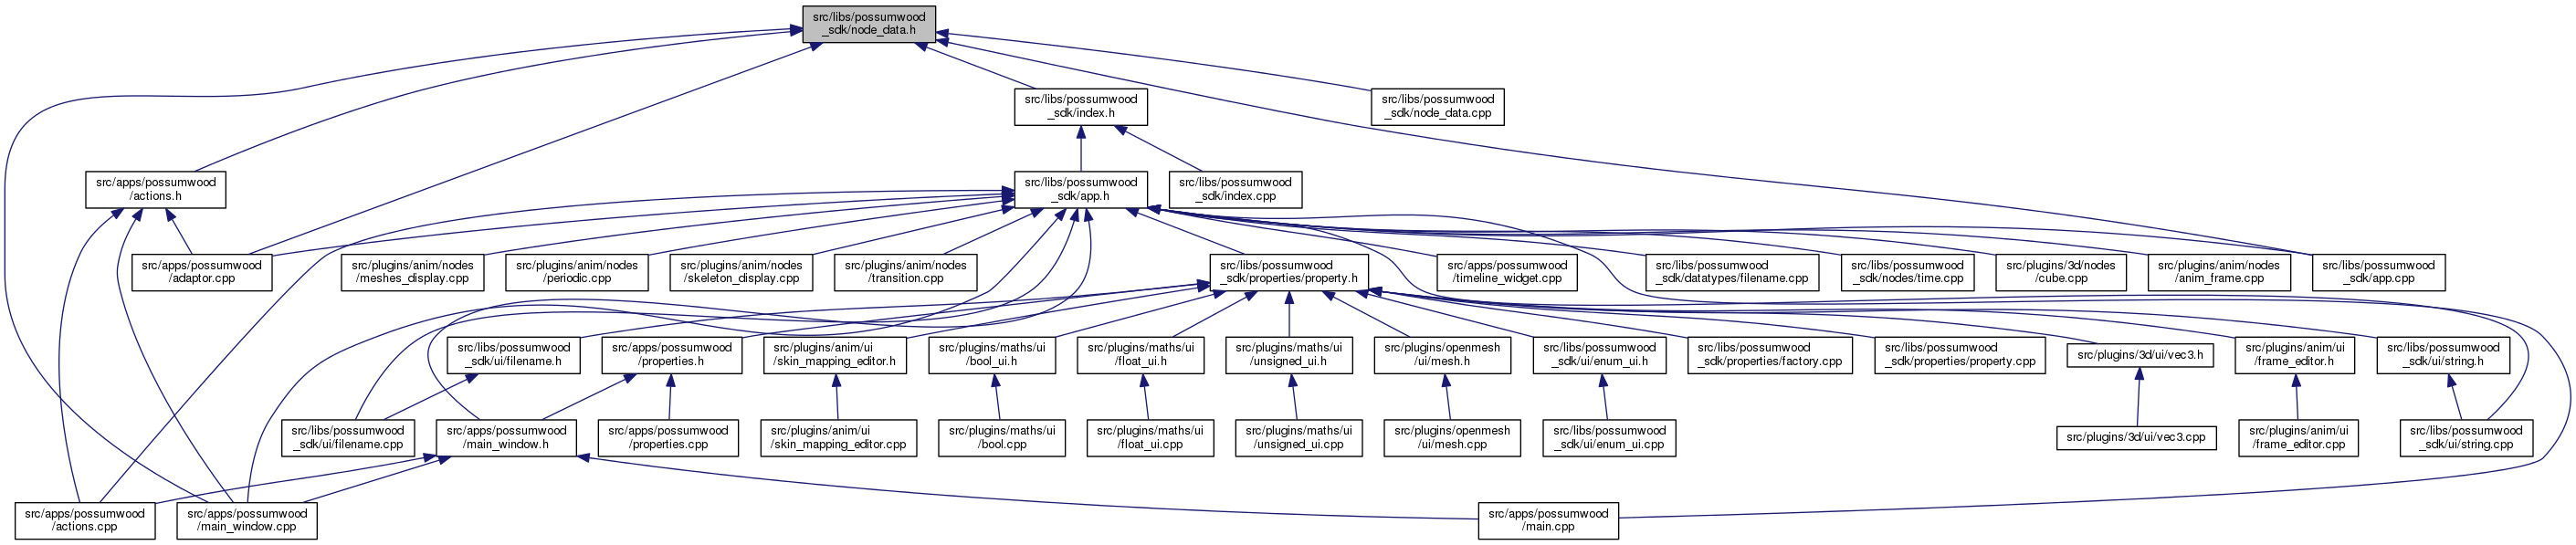 src/libs/possumwood
_sdk/node_data.h
src/libs/possumwood
_sdk/index.h
src/libs/possumwood
_sdk/node_data.cpp
src/apps/possumwood
/actions.h
src/libs/possumwood
_sdk/app.h
src/libs/possumwood
_sdk/index.cpp
src/apps/possumwood
/adaptor.cpp
src/plugins/anim/nodes
/meshes_display.cpp
src/plugins/anim/nodes
/periodic.cpp
src/plugins/anim/nodes
/skeleton_display.cpp
src/plugins/anim/nodes
/transition.cpp
src/libs/possumwood
_sdk/properties/property.h
src/apps/possumwood
/timeline_widget.cpp
src/libs/possumwood
_sdk/datatypes/filename.cpp
src/libs/possumwood
_sdk/nodes/time.cpp
src/plugins/3d/nodes
/cube.cpp
src/plugins/anim/nodes
/anim_frame.cpp
src/libs/possumwood
_sdk/app.cpp
src/libs/possumwood
_sdk/ui/filename.h
src/apps/possumwood
/properties.h
src/plugins/anim/ui
/skin_mapping_editor.h
src/plugins/maths/ui
/bool_ui.h
src/plugins/maths/ui
/float_ui.h
src/plugins/maths/ui
/unsigned_ui.h
src/plugins/openmesh
/ui/mesh.h
src/libs/possumwood
_sdk/ui/enum_ui.h
src/libs/possumwood
_sdk/properties/factory.cpp
src/libs/possumwood
_sdk/properties/property.cpp
src/plugins/3d/ui/vec3.h
src/plugins/anim/ui
/frame_editor.h
src/libs/possumwood
_sdk/ui/string.h
src/libs/possumwood
_sdk/ui/filename.cpp
src/apps/possumwood
/main_window.h
src/apps/possumwood
/properties.cpp
src/plugins/anim/ui
/skin_mapping_editor.cpp
src/plugins/maths/ui
/bool.cpp
src/plugins/maths/ui
/float_ui.cpp
src/plugins/maths/ui
/unsigned_ui.cpp
src/plugins/openmesh
/ui/mesh.cpp
src/libs/possumwood
_sdk/ui/enum_ui.cpp
src/plugins/3d/ui/vec3.cpp
src/plugins/anim/ui
/frame_editor.cpp
src/libs/possumwood
_sdk/ui/string.cpp
src/apps/possumwood
/actions.cpp
src/apps/possumwood
/main_window.cpp
src/apps/possumwood
/main.cpp